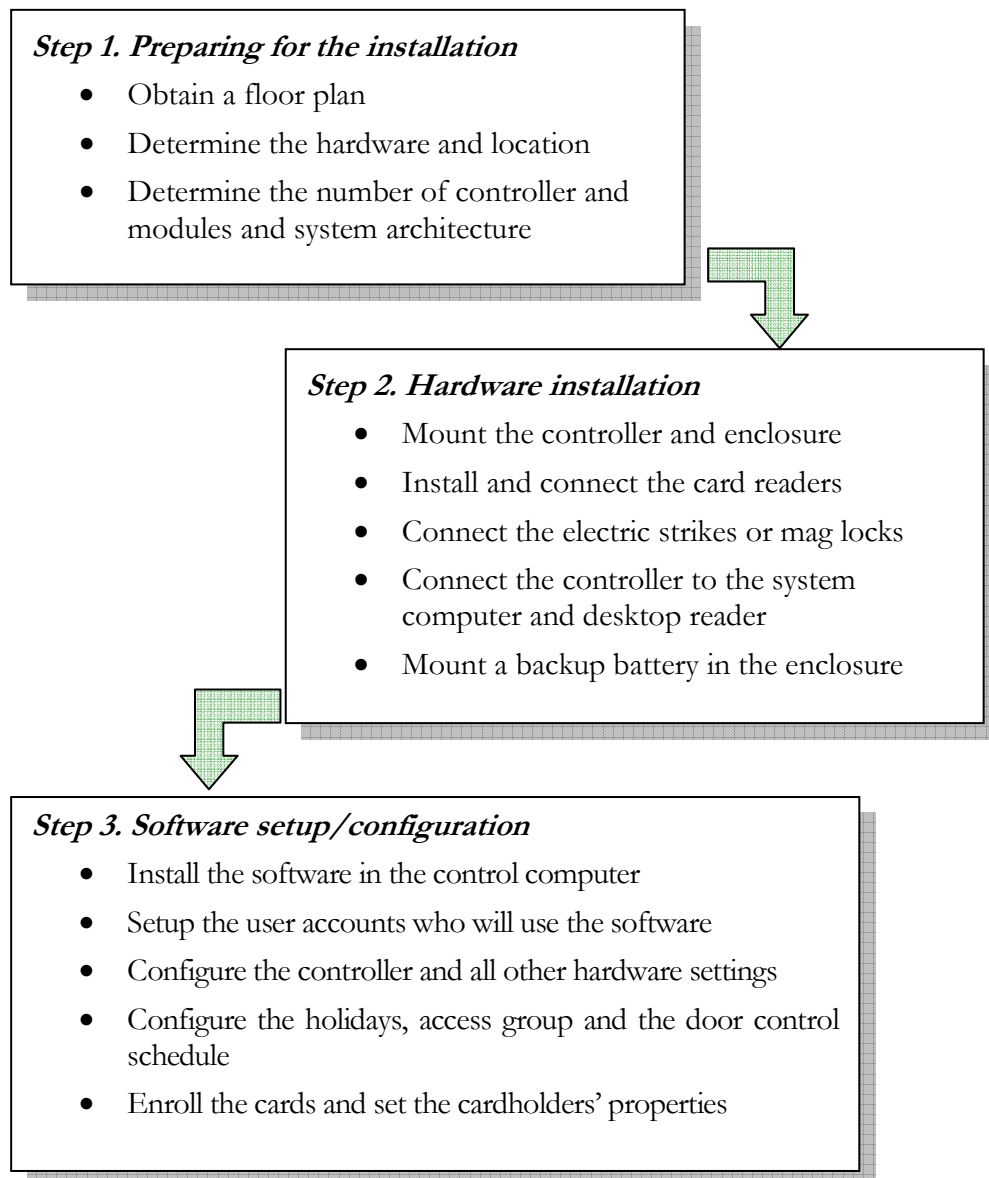 Step 1. Preparing for the installation
• Obtain a floor plan
• Determine the hardware and location
• Determine the number of controller and
modules and system architecture
Step 2. Hardware installation
• Mount the controller and enclosure
• Install and connect the card readers
• Connect the electric strikes or mag locks
• Connect the controller to the system
computer and desktop reader
• Mount a backup battery in the enclosure
Step 3. Software setup/configuration
• Install the software in the control computer
• Setup the user accounts who will use the software
• Configure the controller and all other hardware settings
• Configure the holidays, access group and the door control
schedule
• Enroll the cards and set the cardholders’ properties